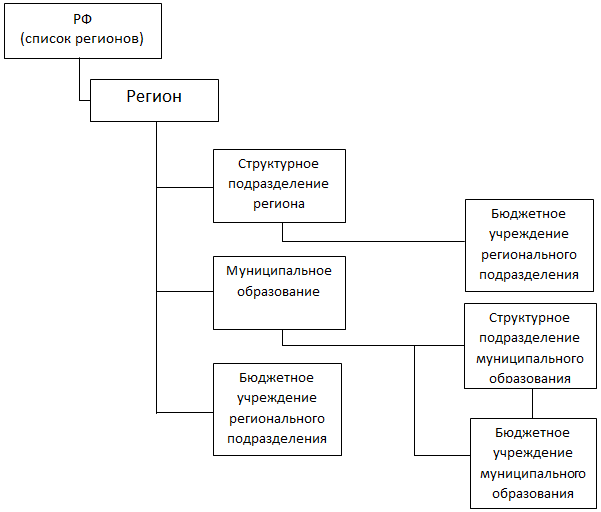 РФ
(список регионов)
Регион
Структурное
подразделение
региона
Бюджетное
учреждение
регионального
подразделения
Муниципальное
образование
Структурное
подразделение
муниципального
образования
Бюджетное
учреждение
регионального
подразделения
Бюджетное
учреждение
муниципального
образования